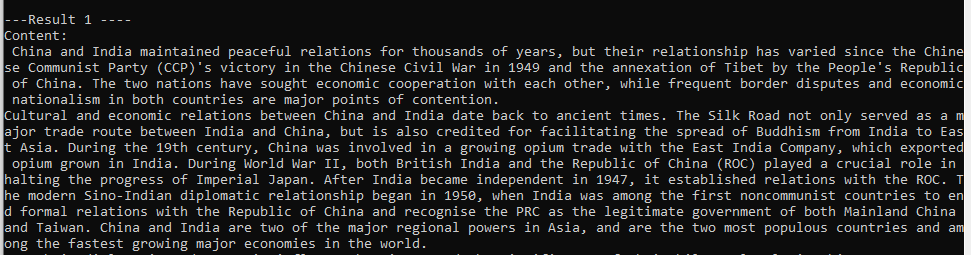 ---Result 1 ----
Content:
 China and India maintained peaceful relations for thousands of years, but their relationship has varied since the Chine
se Communist Party (CCP)'s victory in the Chinese Civil War in 1949 and the annexation of Tibet by the People's Republic
 of China. The two nations have sought economic cooperation with each other, while frequent border disputes and economic
 nationalism in both countries are major points of contention.
Cultural and economic relations between China and India date back to ancient times. The Silk Road not only served as a m
ajor trade route between India and China, but is also credited for facilitating the spread of Buddhism from India to Eas
t Asia. During the 19th century, China was involved in a growing opium trade with the East India Company, which exported
 opium grown in India. During World War II, both British India and the Republic of China (ROC) played a crucial role in
halting the progress of Imperial Japan. After India became independent in 1947, it established relations with the ROC. T
he modern Sino-Indian diplomatic relationship began in 1950, when India was among the first noncommunist countries to en
d formal relations with the Republic of China and recognise the PRC as the legitimate government of both Mainland China
and Taiwan. China and India are two of the major regional powers in Asia, and are the two most populous countries and am
ong the fastest growing major economies in the world.